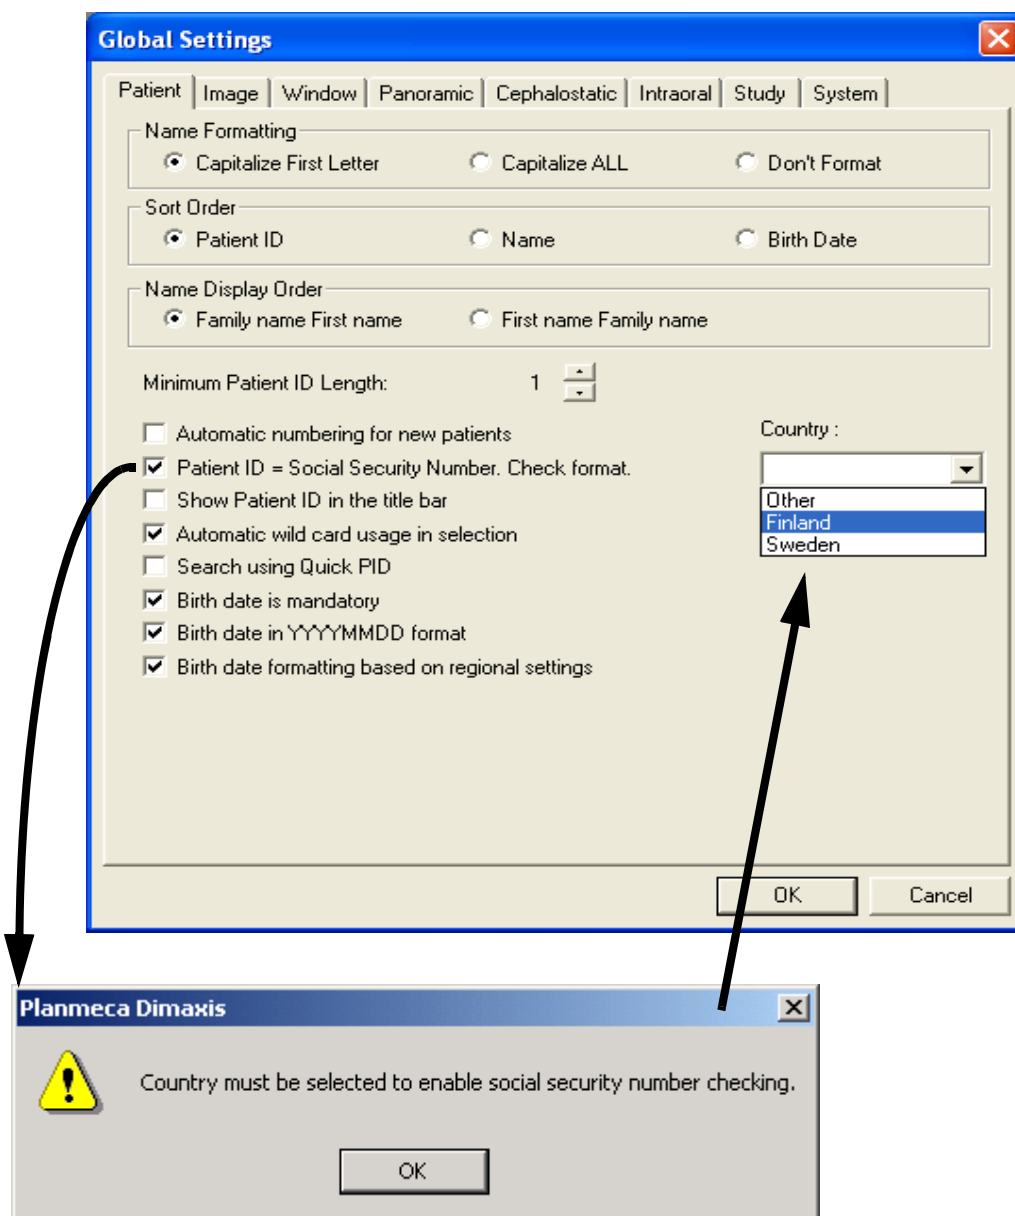 Global Settings
Patient Image Window Panoramic Cephalostatic Intraoral Study System
Name Formatting
Capitalize First Letter Capitalize ALL Don't Format
Sort Order
Patient ID Name Birth Date
Name Display Order
Family name First name First name Family name
Minimum Patient ID Length: 1
Automatic numbering for new patients
Country :
Patient ID = Social Security Number. Check format.
Show Patient ID in the title bar
Other
Finland
Automatic wild card usage in selection
Sweden
Search using Quick PID
Birth date is mandatory
Birth date in YYYYMMDD format
Birth date formatting based on regional settings
OK Cancel
Planmeca Dimaxis
Country must be selected to enable social security number checking.
OK